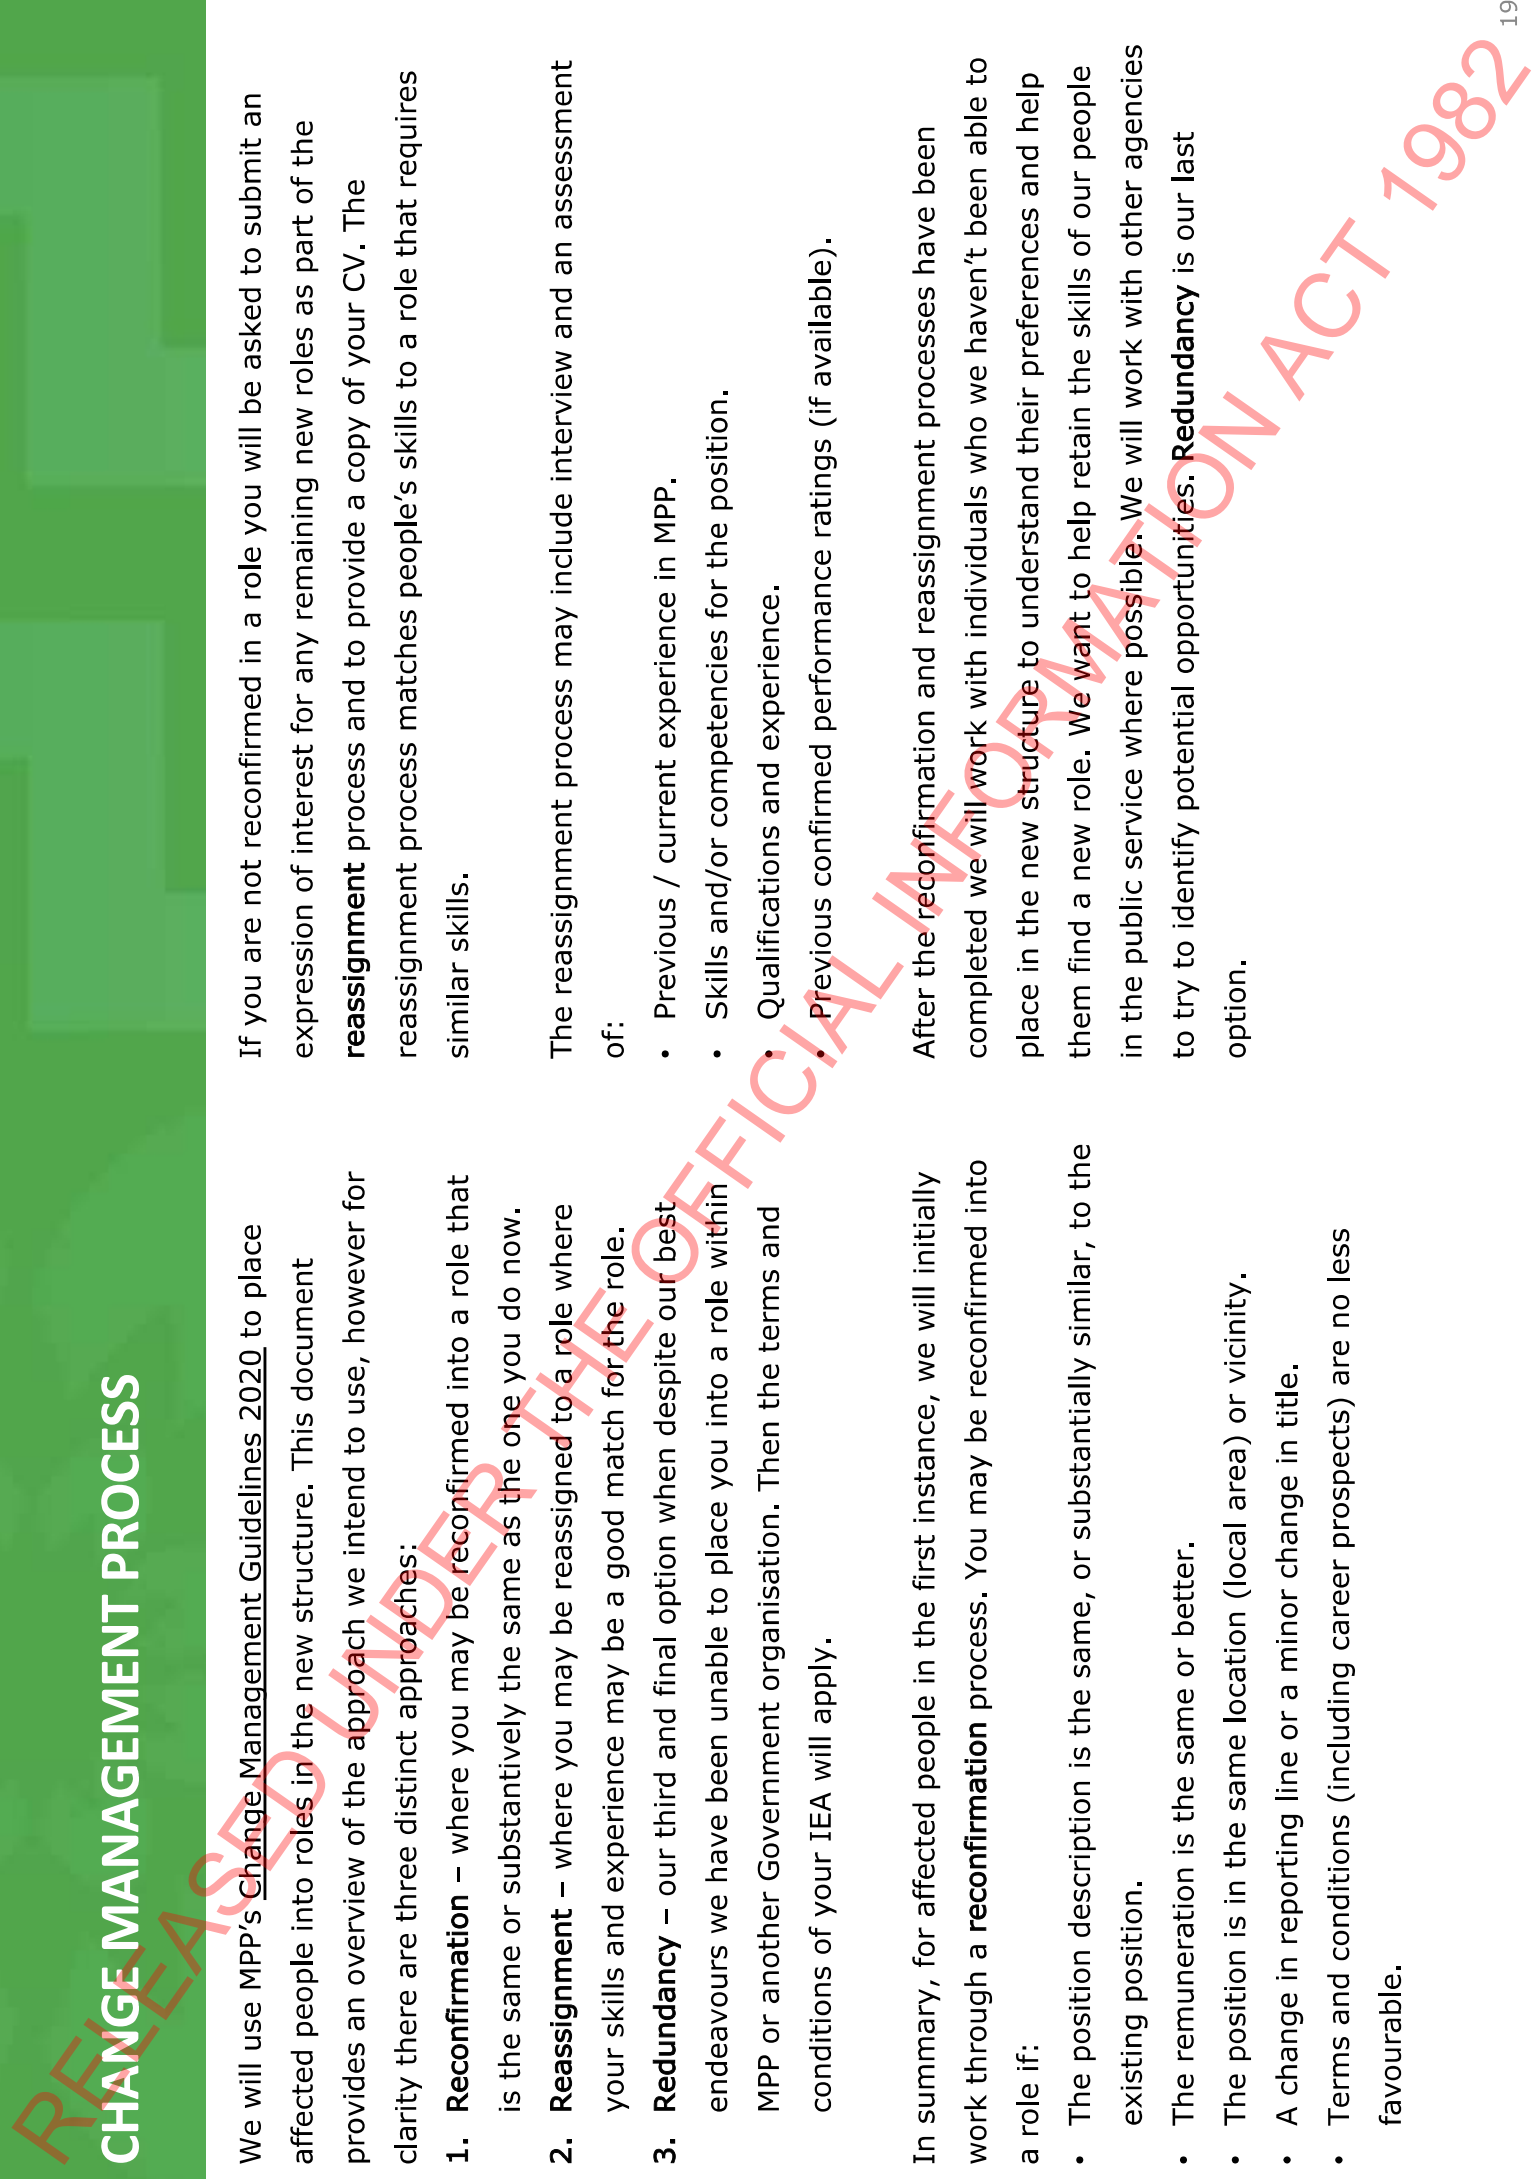 CHANGE MANAGEMENT PROCESS
We will use MPP’s Change Management Guidelines 2020 to place
affected people into roles in the new structure. This document
provides an overview of the approach we intend to use, however for
clarity there are three distinct approaches:
1. Reconfirmation – where you may be reconfirmed into a role that
is the same or substantively the same as the one you do now.
2. Reassignment – where you may be reassigned to a role where
your skills and experience may be a good match for the role.
3. Redundancy – our third and final option when despite our best
endeavours we have been unable to place you into a role within
MPP or another Government organisation. Then the terms and
conditions of your IEA will apply.
In summary, for affected people in the first instance, we will initially
work through a reconfirmation process. You may be reconfirmed into
a role if:
• The position description is the same, or substantially similar, to the
existing position.
• The remuneration is the same or better.
• The position is in the same location (local area) or vicinity.
• A change in reporting line or a minor change in title.
• Terms and conditions (including career prospects) are no less
favourable.
If you are not reconfirmed in a role you will be asked to submit an
expression of interest for any remaining new roles as part of the
reassignment process and to provide a copy of your CV. The
reassignment process matches people’s skills to a role that requires
similar skills.
The reassignment process may include interview and an assessment
of:
• Previous / current experience in MPP.
• Skills and/or competencies for the position.
• Qualifications and experience.
• Previous confirmed performance ratings (if available).
After the reconfirmation and reassignment processes have been
completed we will work with individuals who we haven’t been able to
place in the new structure to understand their preferences and help
them find a new role. We want to help retain the skills of our people
in the public service where possible. We will work with other agencies
to try to identify potential opportunities. Redundancy is our last
option.
19
RELEASED UNDER THE OFFICIAL INFORMATION ACT 1982